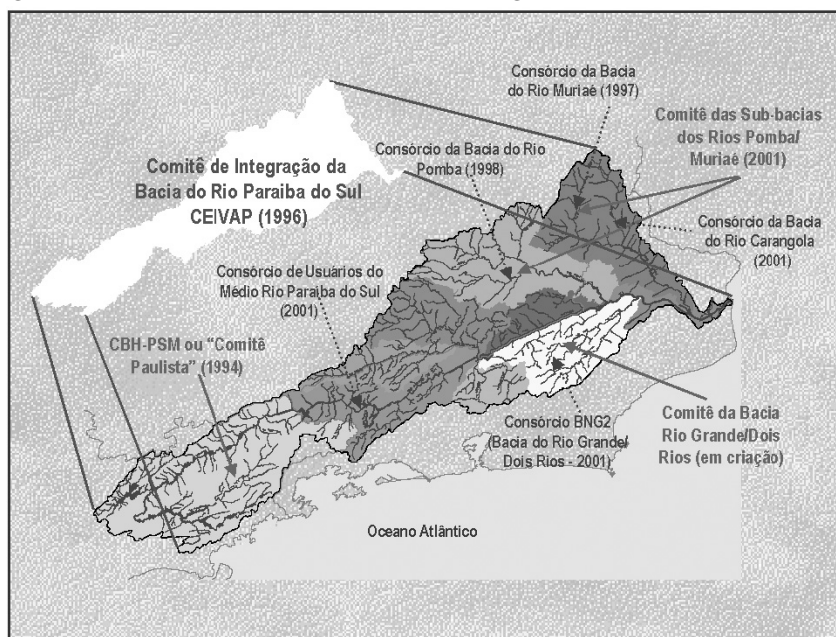 Consórcio da Bacia
do Rio Muriaé (1997)
Comitê das Sub-bacias
dos Rios Pomba/
Muriaé (2001)
Consórcio da Bacia do Rio
Pomba (1998)
Comitê de Integração da
Bacia do Rio Paraiba do Sul
CEIVAP (1996)
Consórcio da Bacia
do Rio Carangola
(2001)
Consórcio de Usuários do
Médio Rio Paraiba do Sul
(2001)
CBH-PSM ou “Comitê
Paulista” (1994)
Consórcio BNG2
(Bacia do Rio Grande/
Dois Rios - 2001)
Comitê da Bacia
Rio Grande/Dois
Rios (em criação)
Oceano Atlântico